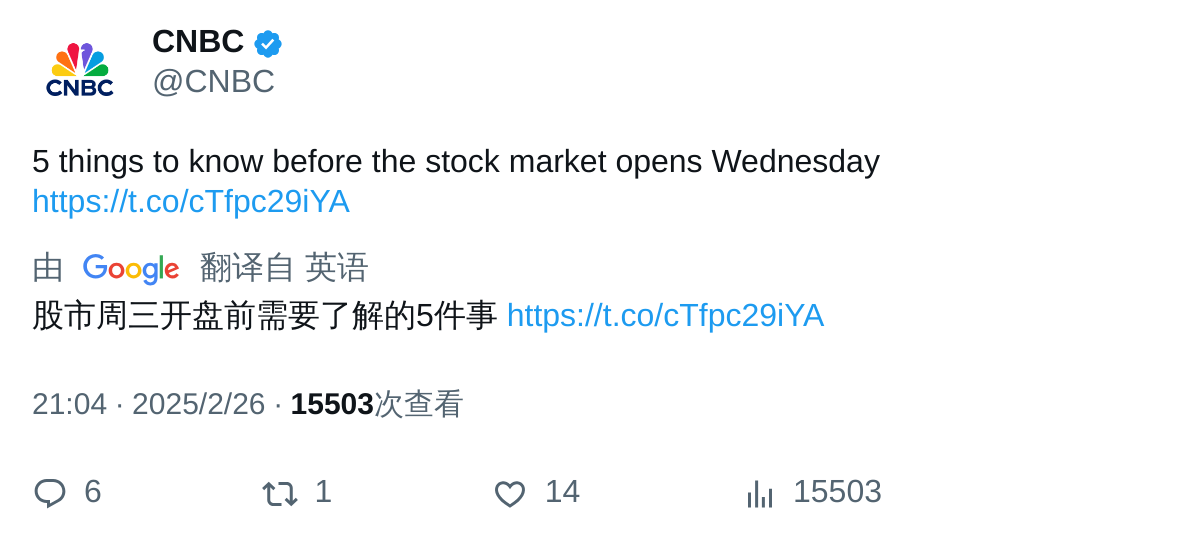 CNBC
CNBC
@CNBC
5 things to know before the stock market opens Wednesday
https://t.co/cTfpc29iYA
由 Google 翻译自 英语
股市周三开盘前需要了解的5件事 https://t.co/cTfpc29iYA
21:04 · 2025/2/26 · 15503次查看
6 1 14 15503